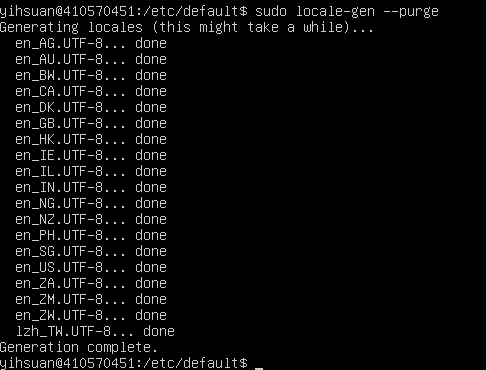 yihsuan@410570451:/etc/default$ sudo locale-gen --purge
Generating locales (this might take a while)...
en_AG.UTF-8... done
en_AU.UTF-8... done
en_BW.UTF-8... done
en_CA.UTF-8... done
en_DK.UTF-8... done
en_GB.UTF-8... done
en_HK.UTF-8... done
en_IE.UTF-8... done
en_IL.UTF-8... done
en_IN.UTF-8... done
en_NG.UTF-8... done
en_NZ.UTF-8... done
en_PH.UTF-8... done
en_SG.UTF-8... done
en_US.UTF-8... done
en_ZA.UTF-8... done
en_ZM.UTF-8... done
en_ZW.UTF-8... done
lzh_TW.UTF-8... done
Generation complete.
yihsuan@410570451:/etc/default$ _